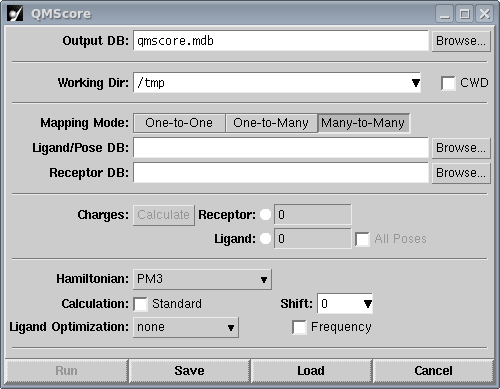 QMScore
Output DB: qmscore.mdb Browse...
Working Dir: /tmp CWD
Mapping Mode: One-to-One One-to-Many Many-to-Many
Ligand/Pose DB: Browse...
Receptor DB: Browse...
Charges: Calculate Receptor: 0
Ligand: 0 All Poses
Hamiltonian: PM3
Calculation: Standard Shift: 0
Ligand Optimization: none Frequency
Run Save Load Cancel